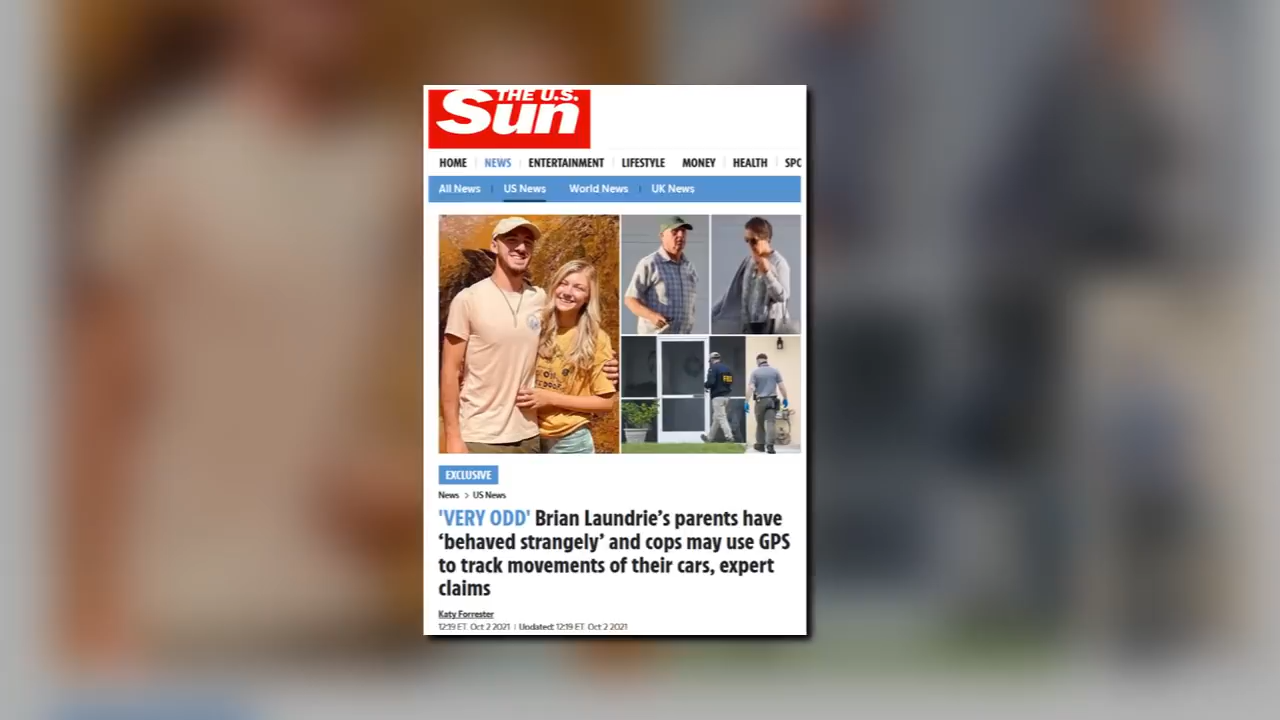 THE U.S.
Sun
HOME NEWS ENTERTAINMENT LIFESTYLE MONEY HEALTH SPO
All News US News World News UK News
FBI
EXCLUSIVE
News > US News
'VERY ODD' Brian Laundrie's parents have
‘behaved strangely’ and cops may use GPS
to track movements of their cars, expert
claims
Katy Forrester
12:19 ET, Oct 2 2021 | Updated: 12:19 ET, Oct 2 2021